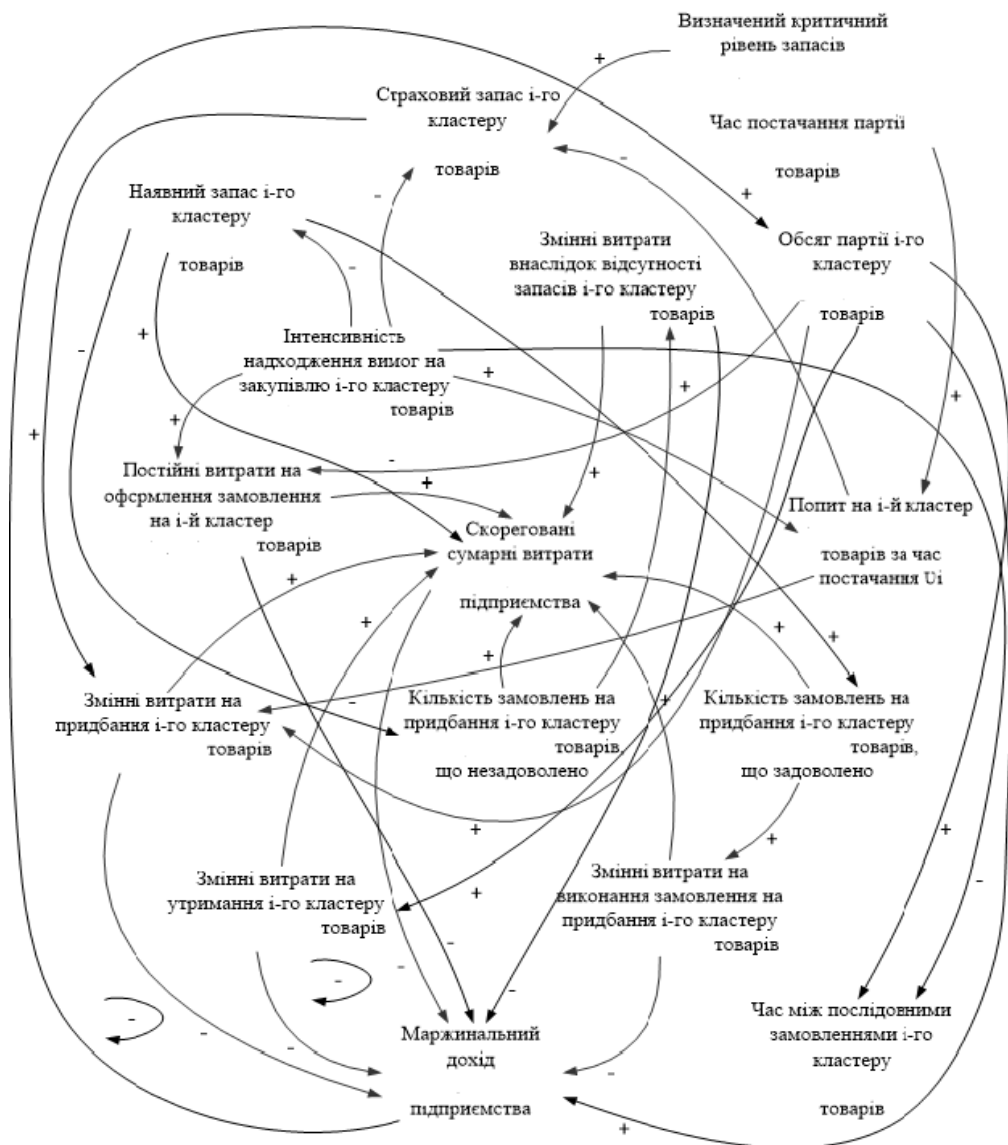 Визначений критичний
рівень запасів
+
Страховий запас і-го
кластеру
товарів
Час постачання партії
товарів
-
-
+
Наявний запас і-го
кластеру
товарів
Змінні витрати
внаслідок відсутності
запасів і-го кластеру
товарів
Обсяг партії і-го
кластеру
товарів
-
+
-
Інтенсивність
надходження вимог на
закупівлю і-го кластеру
товарів
+
+
+
+
+
+
-
+
+
Постійні витрати на
офсрмлення замовлення
на і-й кластер
товарів
Скореговані
сумарні витрати
підприємства
Попит на і-й кластер
товарів за час
постачання Ui
+
+
+
+
+
Змінні витрати на
придбання і-го кластеру
товарів
-
-
Кількість замовлень на
придбання і-го кластеру
товарів,
що незадоволено
+
Кількість замовлень на
придбання і-го кластеру
товарів,
що задоволено
+
+
+
-
Змінні витрати на
утримання і-го кластеру
товарів
+
Змінні витрати на
виконання замовлення на
придбання і-го кластеру
товарів
-
-
-
-
-
Маржинальний
дохід
підприємства
Час між послідовними
замовленнями і-го
кластеру
товарів
-
-
-
+